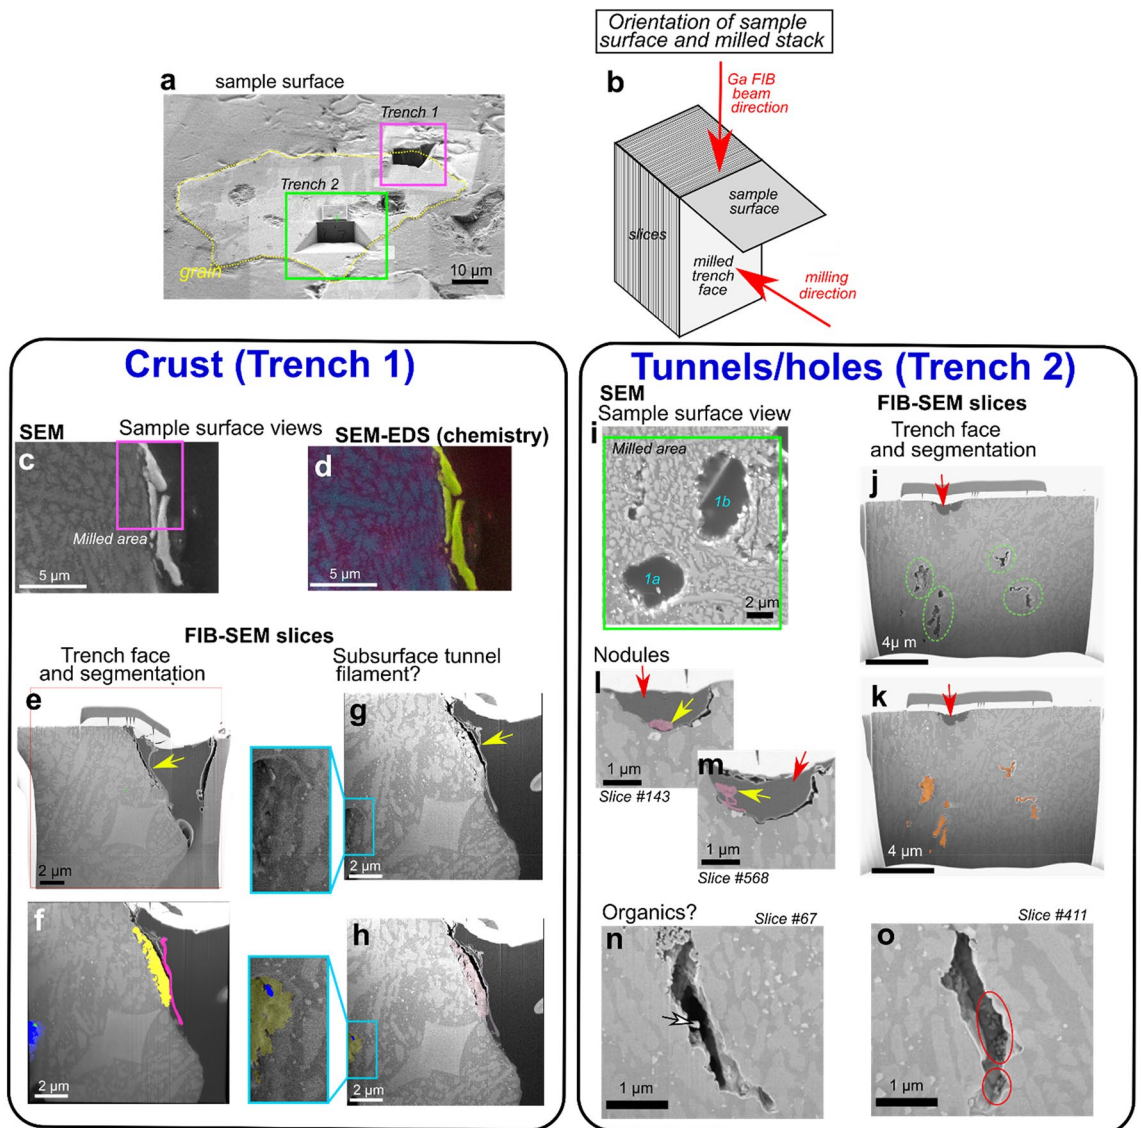 Orientation of sample
surface and milled stack
a
sample surface
Trench 1
Trench 2
grain
10 µm
b
Ga FIB
beam
direction
sample
surface
slices
milled
trench
face
milling
direction
Crust (Trench 1)
SEM
Sample surface views
SEM-EDS (chemistry)
c
Milled area
5 µm
d
5 µm
FIB-SEM slices
Trench face
and segmentation
Subsurface tunnel
filament?
e
2 µm
g
2 µm
f
2 µm
h
2 µm
Tunnels/holes (Trench 2)
SEM
Sample surface view
i
Milled area
1b
1a
2 µm
FIB-SEM slices
Trench face
and segmentation
j
4µ m
k
4 µm
Nodules
l
1 µm
Slice #143
m
1 µm
Slice #568
Organics?
Slice #67
n
1 µm
Slice #411
o
1 µm